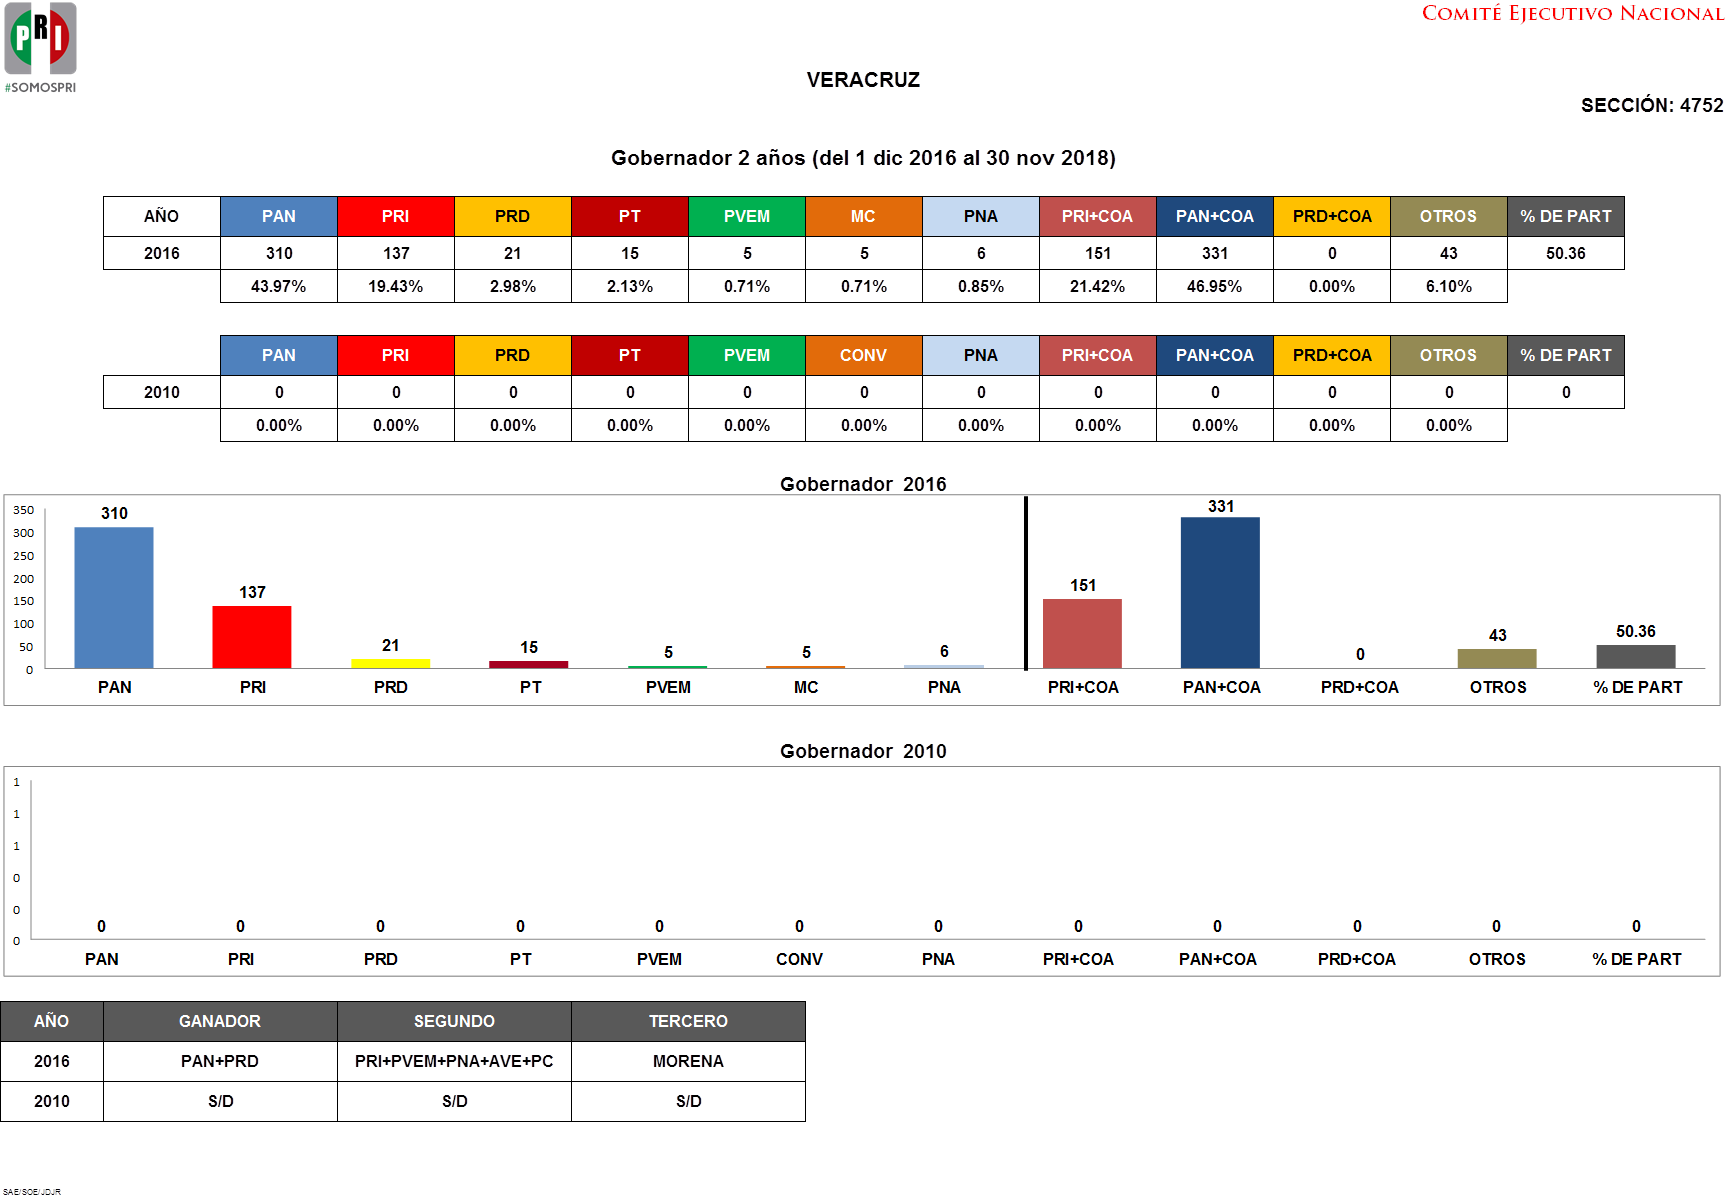 COMITÉ EJECUTIVO NACIONAL
PRI
#SOMOSPRI
VERACRUZ
SECCIÓN: 4752
Gobernador 2 años (del 1 dic 2016 al 30 nov 2018)
AÑO PAN PRI PRD PT PVEM MC PNA PRI+COA PAN+COA PRD+COA OTROS % DE PART
2016 310 137 21 15 5 5 6 151 331 0 43 50.36
43.97% 19.43% 2.98% 2.13% 0.71% 0.71% 0.85% 21.42% 46.95% 0.00% 6.10%
PAN PRI PRD PT PVEM CONV PNA PRI+COA PAN+COA PRD+COA OTROS % DE PART
2010 0 0 0 0 0 0 0 0 0 0 0 0
0.00% 0.00% 0.00% 0.00% 0.00% 0.00% 0.00% 0.00% 0.00% 0.00% 0.00%
Gobernador 2016
350
300
250
200
150
100
50
0
310 137 21 15 5 5 6 151 331 0 43 50.36
PAN PRI PRD PT PVEM MC PNA PRI+COA PAN+COA PRD+COA OTROS % DE PART
Gobernador 2010
1
1
1
0
0
0
0 0 0 0 0 0 0 0 0 0 0 0
PAN PRI PRD PT PVEM CONV PNA PRI+COA PAN+COA PRD+COA OTROS % DE PART
AÑO GANADOR SEGUNDO TERCERO
2016 PAN+PRD PRI+PVEM+PNA+AVE+PC MORENA
2010 S/D S/D S/D
SAE/SOE/JDJR